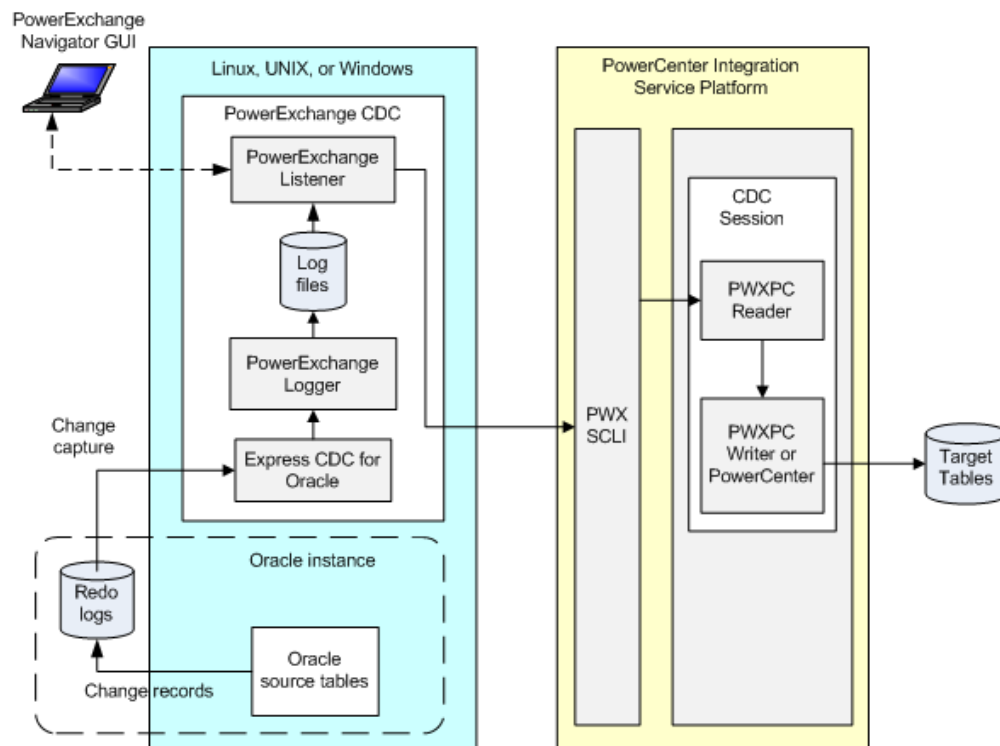 PowerExchange
Navigator GUI
Linux, UNIX, or Windows
PowerExchange CDC
PowerExchange
Listener
Log
files
PowerExchange
Logger
Express CDC for
Oracle
Change
capture
Oracle instance
Redo
logs
Oracle
source tables
Change records
PowerCenter Integration
Service Platform
PWX
SCLI
CDC
Session
PWXPC
Reader
PWXPC
Writer or
PowerCenter
Target
Tables